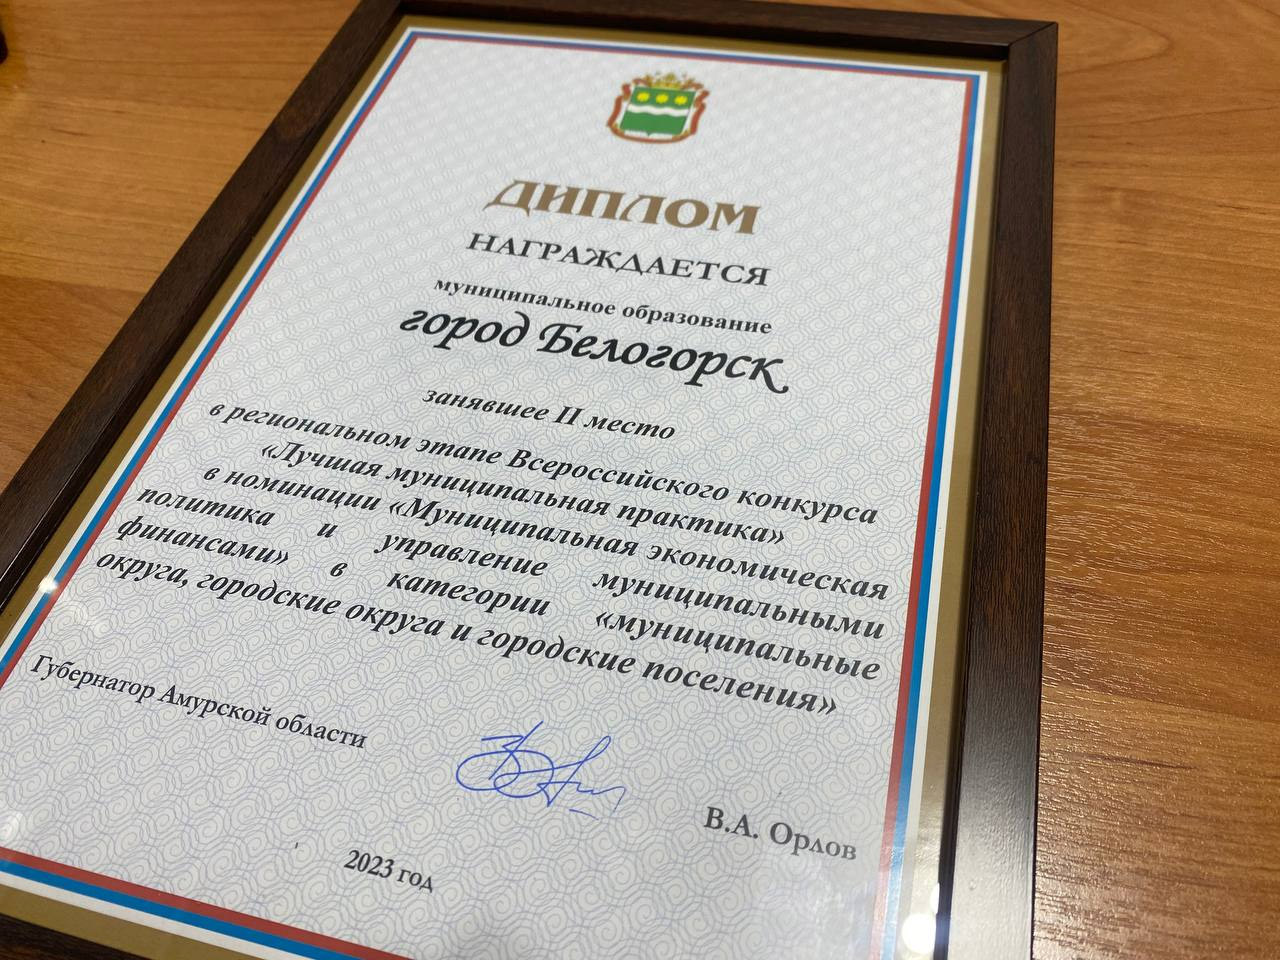 ДИПЛОМ
НАГРАЖДАЕТСЯ
муниципальное образование
город Белогорск
занявшее II место
в региональном этапе Всероссийского конкурса
«Лучшая муниципальная практика»
в номинации «Муниципальная экономическая
политика и управление муниципальными
финансами» в категории «муниципальные
округа, городские округа и городские поселения»
Губернатор Амурской области
В.А. Орлов
2023 год